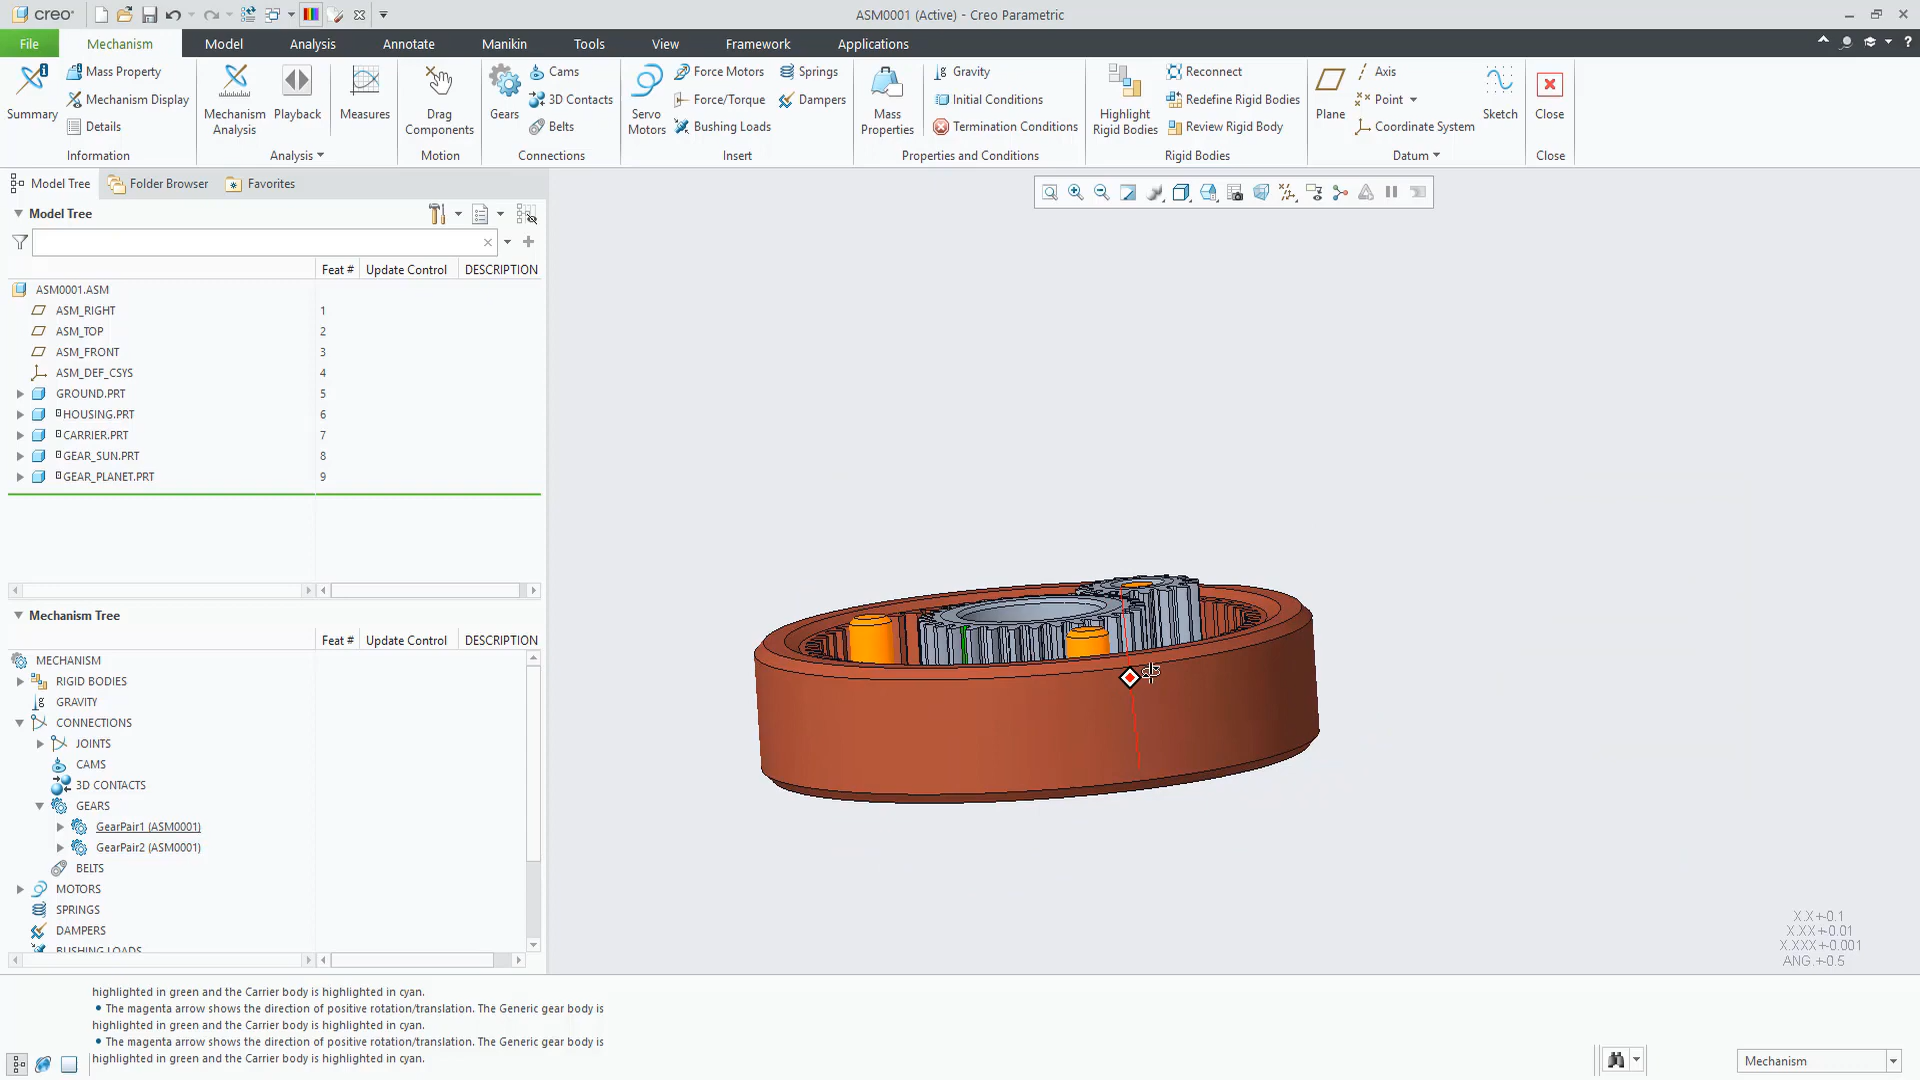 creo
ASM0001 (Active) - Creo Parametric
File Mechanism Model Analysis Annotate Manikin Tools View Framework Applications
Summary
Mass Property
Mechanism Display
Details
Information
Mechanism Analysis
Playback
Measures
Analysis
Drag Components
Motion
Gears
Cams
3D Contacts
Belts
Connections
Servo Motors
Force Motors
Force/Torque
Bushing Loads
Springs
Dampers
Insert
Mass Properties
Gravity
Initial Conditions
Termination Conditions
Properties and Conditions
Highlight Rigid Bodies
Reconnect
Redefine Rigid Bodies
Review Rigid Body
Rigid Bodies
Plane
Axis
Point
Coordinate System
Sketch
Datum
Close
Close
Model Tree Folder Browser Favorites
Model Tree
Feat # Update Control DESCRIPTION
ASM0001.ASM
ASM_RIGHT 1
ASM_TOP 2
ASM_FRONT 3
ASM_DEF_CSYS 4
GROUND.PRT 5
HOUSING.PRT 6
CARRIER.PRT 7
GEAR_SUN.PRT 8
GEAR_PLANET.PRT 9
Mechanism Tree
Feat # Update Control DESCRIPTION
MECHANISM
RIGID BODIES
GRAVITY
CONNECTIONS
JOINTS
CAMS
3D CONTACTS
GEARS
GearPair1 (ASM0001)
GearPair2 (ASM0001)
BELTS
MOTORS
SPRINGS
DAMPERS
BUSHING LOADS
X.X+-0.1
X.XX+-0.01
X.XXX+-0.001
ANG.+-0.5
highlighted in green and the Carrier body is highlighted in cyan.
• The magenta arrow shows the direction of positive rotation/translation. The Generic gear body is
highlighted in green and the Carrier body is highlighted in cyan.
• The magenta arrow shows the direction of positive rotation/translation. The Generic gear body is
highlighted in green and the Carrier body is highlighted in cyan.
Mechanism